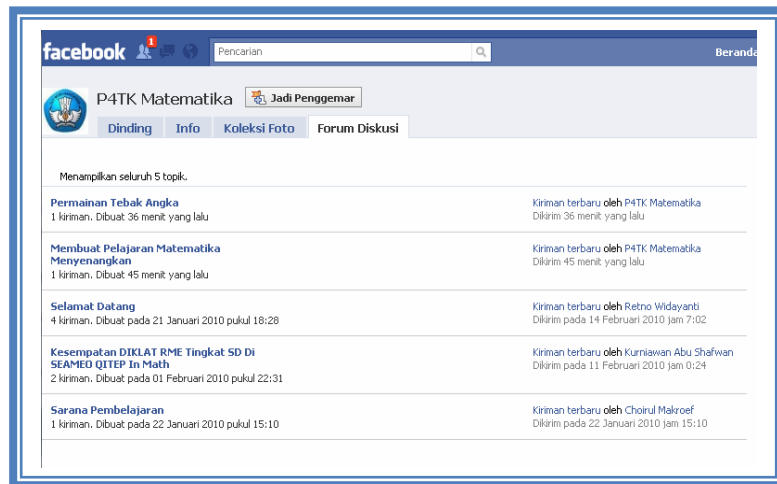 facebook 1 Pencarian Beranda
P4TK Matematika Jadi Penggemar
Dinding Info Koleksi Foto Forum Diskusi
Menampilkan seluruh 5 topik.
Permainan Tebak Angka
1 kiriman. Dibuat 36 menit yang lalu
Kiriman terbaru oleh P4TK Matematika
Dikirim 36 menit yang lalu
Membuat Pelajaran Matematika
Menyenangkan
1 kiriman. Dibuat 45 menit yang lalu
Kiriman terbaru oleh P4TK Matematika
Dikirim 45 menit yang lalu
Selamat Datang
4 kiriman. Dibuat pada 21 Januari 2010 pukul 18:28
Kiriman terbaru oleh Retno Widayanti
Dikirim pada 14 Februari 2010 jam 7:02
Kesempatan DIKLAT RME Tingkat SD Di
SEAMEO QITEP In Math
2 kiriman. Dibuat pada 01 Februari 2010 pukul 22:31
Kiriman terbaru oleh Kurniawan Abu Shafwan
Dikirim pada 11 Februari 2010 jam 0:24
Sarana Pembelajaran
1 kiriman. Dibuat pada 22 Januari 2010 pukul 15:10
Kiriman terbaru oleh Choirul Makroef
Dikirim pada 22 Januari 2010 jam 15:10